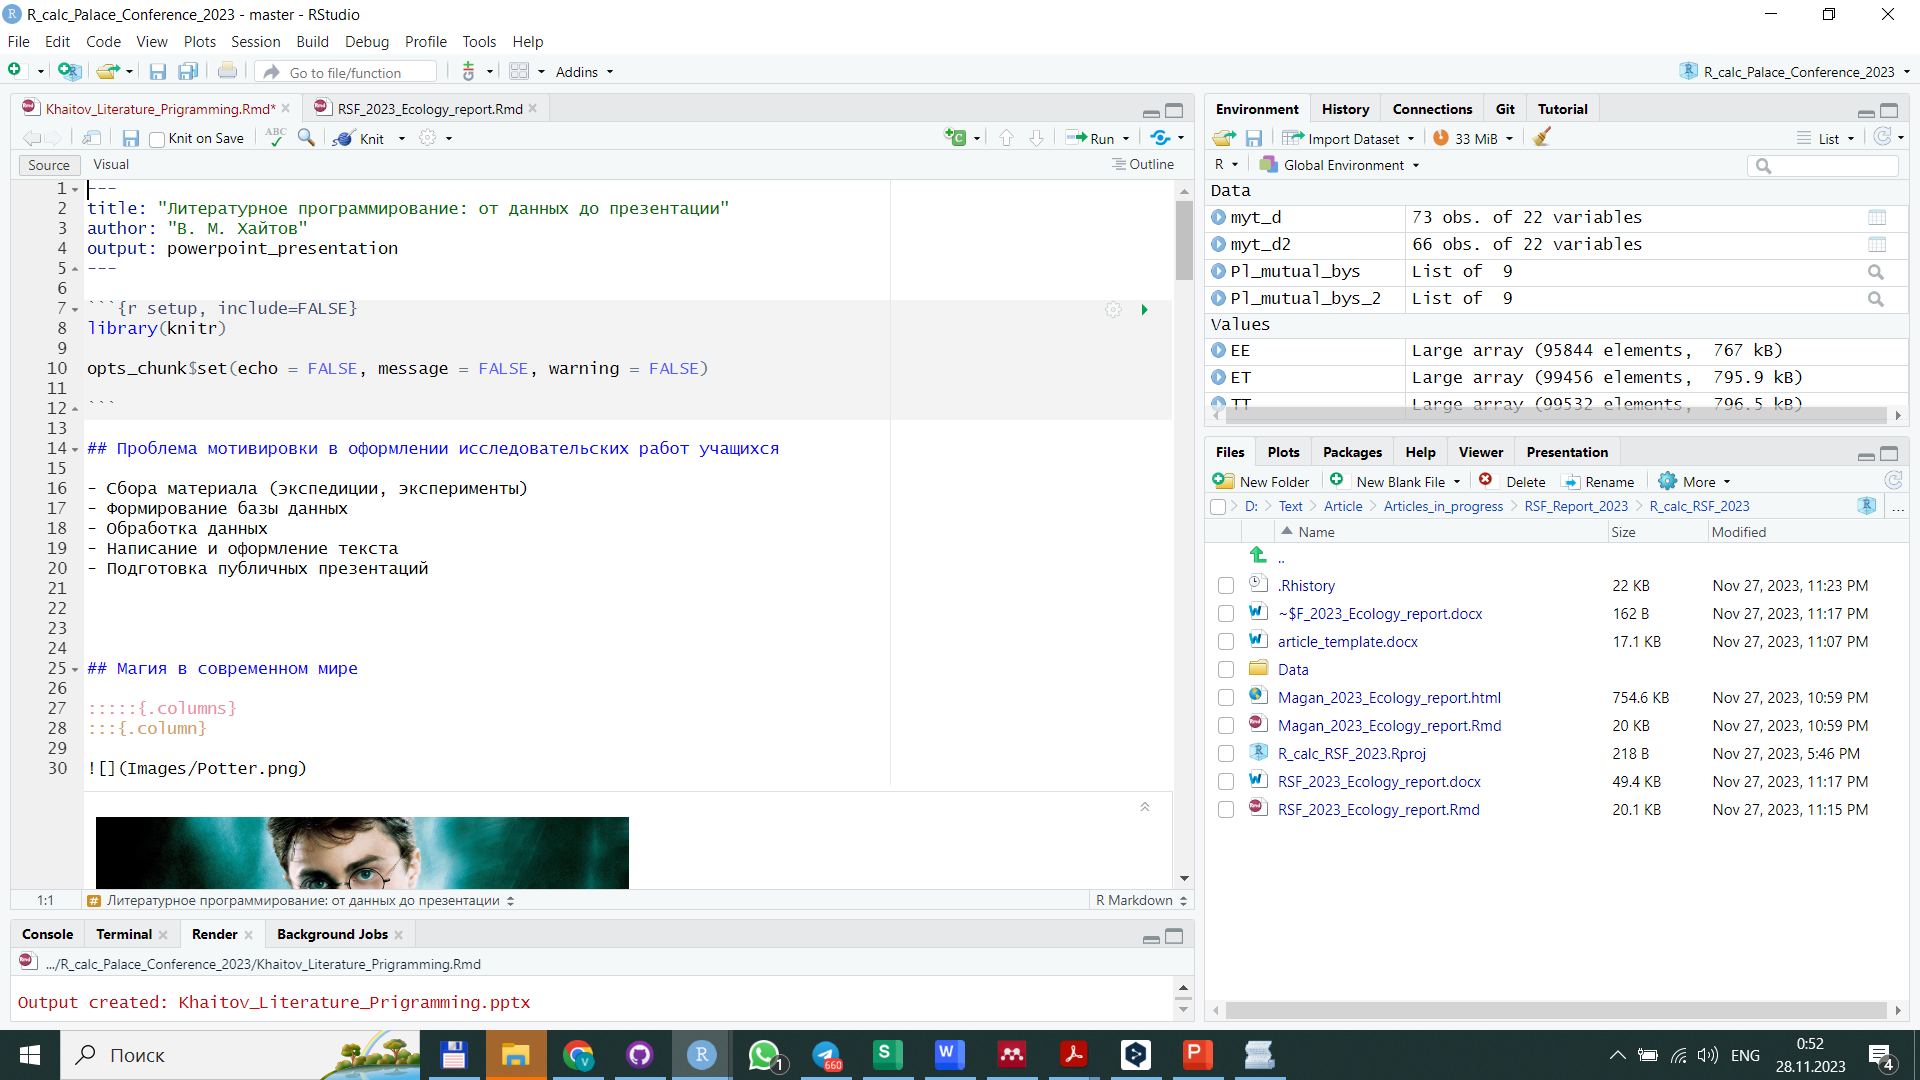 R_calc_Palace_Conference_2023 - master - RStudio
File Edit Code View Plots Session Build Debug Profile Tools Help
Go to file/function Addins R_calc_Palace_Conference_2023
Khaitov_Literature_Prigramming.Rmd* RSF_2023_Ecology_report.Rmd
Knit on Save ABC Knit Run
Source Visual Outline
1 ---
2 title: "Литературное программирование: от данных до презентации"
3 author: "В. М. Хайтов"
4 output: powerpoint_presentation
5 ---
6
7 ```{r setup, include=FALSE}
8 library(knitr)
9
10 opts_chunk$set(echo = FALSE, message = FALSE, warning = FALSE)
11
12 ```
13
14 ## Проблема мотивировки в оформлении исследовательских работ учащихся
15
16 - Сбора материала (экспедиции, эксперименты)
17 - Формирование базы данных
18 - Обработка данных
19 - Написание и оформление текста
20 - Подготовка публичных презентаций
21
22
23
24
25 ## Магия в современном мире
26
27 :::::{.columns}
28 :::{.column}
29
30 ![](Images/Potter.png)
1:1 # Литературное программирование: от данных до презентации R Markdown
Console Terminal Render Background Jobs
.../R_calc_Palace_Conference_2023/Khaitov_Literature_Prigramming.Rmd
Output created: Khaitov_Literature_Prigramming.pptx
Environment History Connections Git Tutorial
Import Dataset 33 MiB List
R Global Environment
Data
myt_d 73 obs. of 22 variables
myt_d2 66 obs. of 22 variables
Pl_mutual_bys List of 9
Pl_mutual_bys_2 List of 9
Values
EE Large array (95844 elements, 767 kB)
ET Large array (99456 elements, 795.9 kB)
TT Large array (99532 elements, 796.5 kB)
Files Plots Packages Help Viewer Presentation
New Folder New Blank File Delete Rename More
D: Text Article Articles_in_progress RSF_Report_2023 R_calc_RSF_2023 ...
Name Size Modified
..
.Rhistory 22 KB Nov 27, 2023, 11:23 PM
~$F_2023_Ecology_report.docx 162 B Nov 27, 2023, 11:17 PM
article_template.docx 17.1 KB Nov 27, 2023, 11:07 PM
Data
Magan_2023_Ecology_report.html 754.6 KB Nov 27, 2023, 10:59 PM
Magan_2023_Ecology_report.Rmd 20 KB Nov 27, 2023, 10:59 PM
R_calc_RSF_2023.Rproj 218 B Nov 27, 2023, 5:46 PM
RSF_2023_Ecology_report.docx 49.4 KB Nov 27, 2023, 11:17 PM
RSF_2023_Ecology_report.Rmd 20.1 KB Nov 27, 2023, 11:15 PM
Поиск
1 660 ENG 0:52
28.11.2023 4